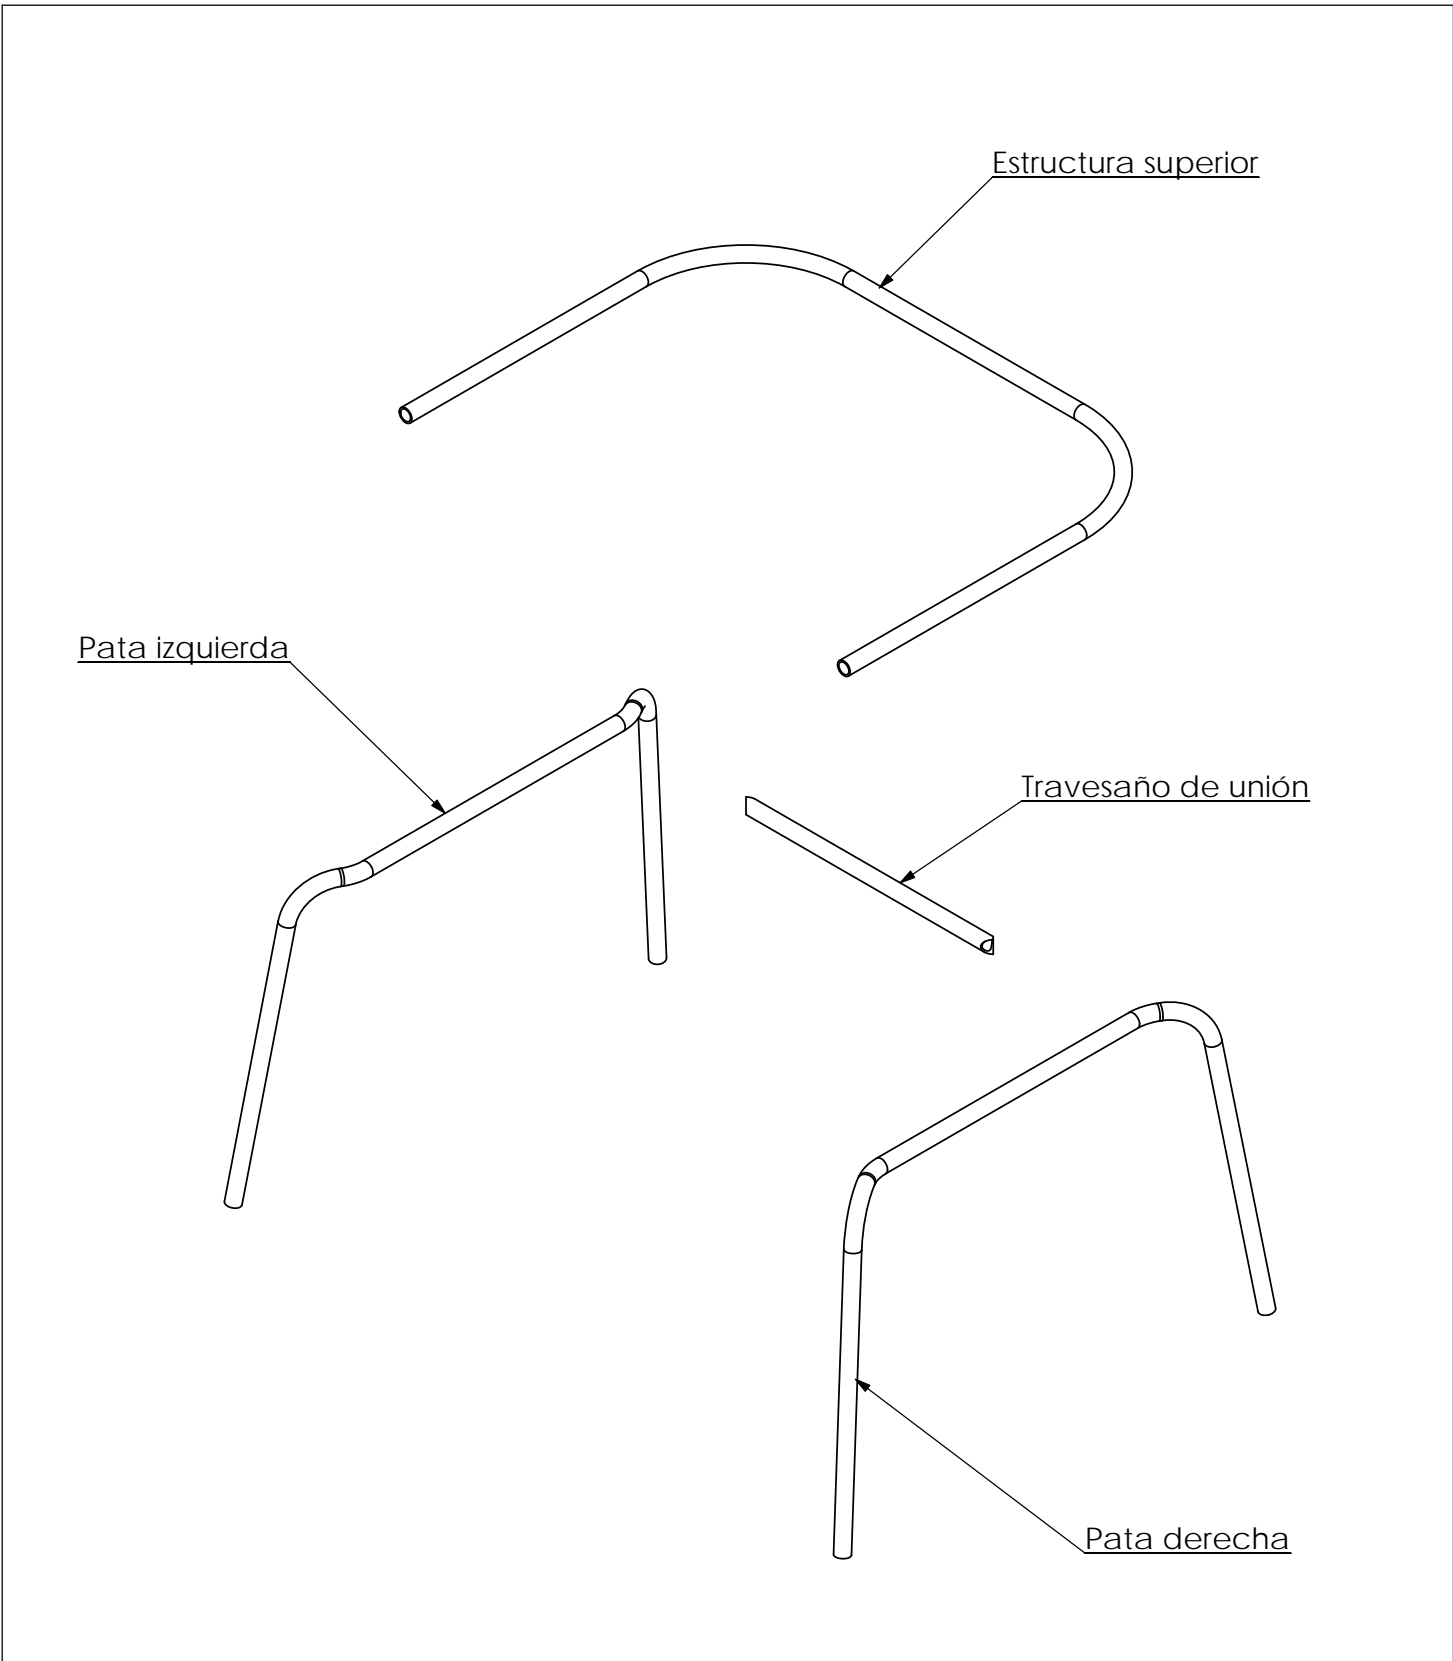 Estructura superior
Pata izquierda
Travesaño de unión
Pata derecha